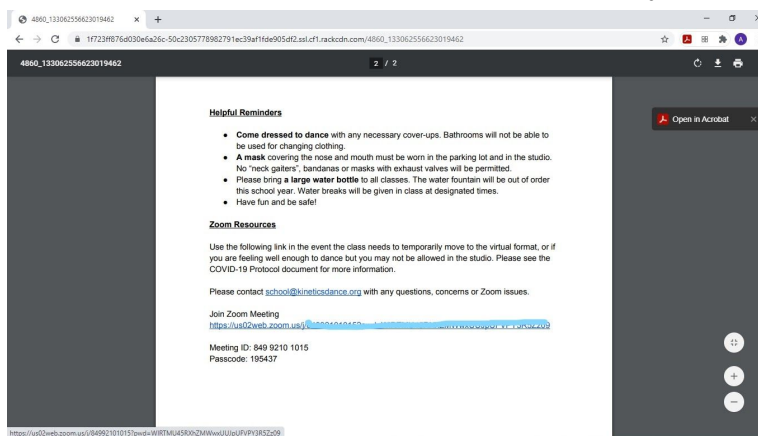 4860_133062556623019462
1f723ff876d030e6a26c-50c2305778982791ec39af1fde905df2.ssl.cf1.rackcdn.com/4860_133062556623019462
A
4860_133062556623019462
2 / 2
Open in Acrobat
Helpful Reminders
● Come dressed to dance with any necessary cover-ups. Bathrooms will not be able to
be used for changing clothing.
● A mask covering the nose and mouth must be worn in the parking lot and in the studio.
No "neck gaiters", bandanas or masks with exhaust valves will be permitted.
● Please bring a large water bottle to all classes. The water fountain will be out of order
this school year. Water breaks will be given in class at designated times.
● Have fun and be safe!
Zoom Resources
Use the following link in the event the class needs to temporarily move to the virtual format, or if
you are feeling well enough to dance but you may not be allowed in the studio. Please see the
COVID-19 Protocol document for more information.
Please contact school@kineticsdance.org with any questions, concerns or Zoom issues.
Join Zoom Meeting
https://us02web.zoom.us/j/
Meeting ID: 849 9210 1015
Passcode: 195437